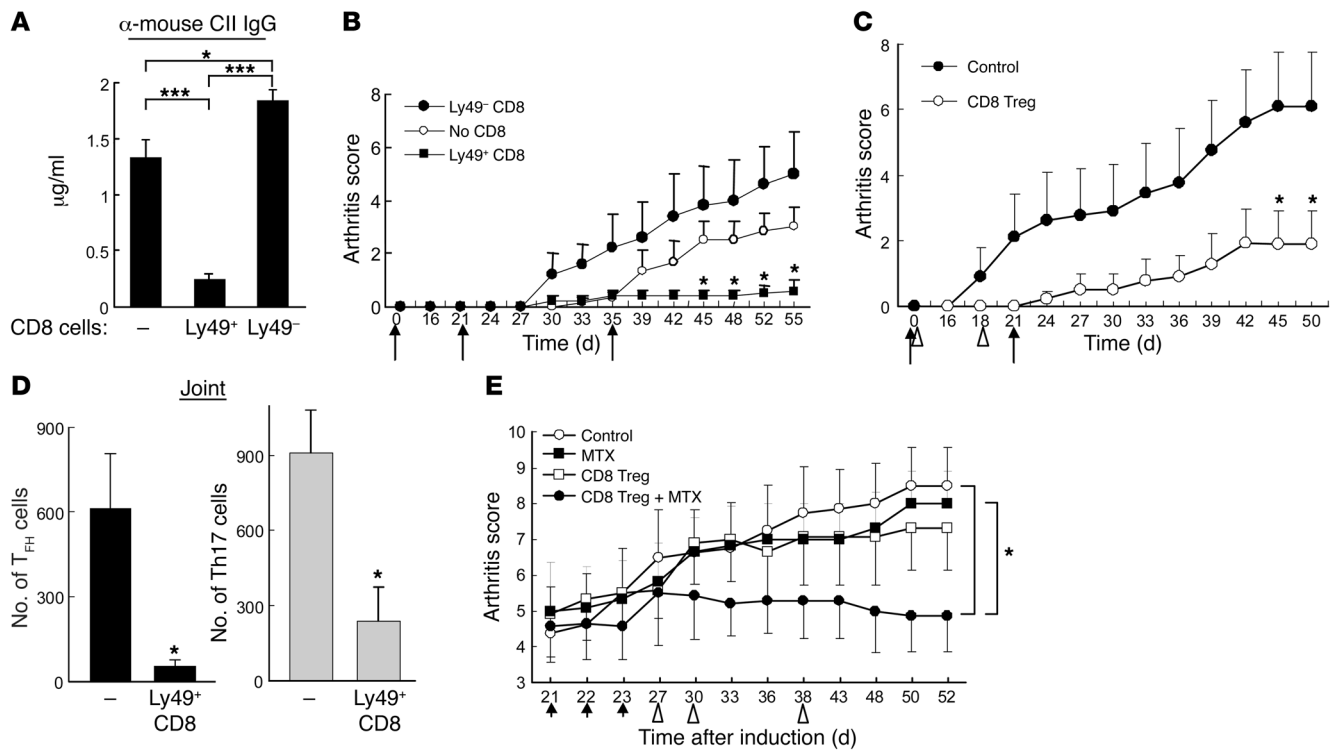 A
α-mouse CII IgG
*
***
***
2
1.5
1
0.5
0
μg/ml
CD8 cells:
–
Ly49+
Ly49–
B
Ly49– CD8
No CD8
Ly49+ CD8
8
6
4
2
0
Arthritis score
* * * *
0 16 21 24 27 30 33 35 39 42 45 48 52 55
Time (d)
C
Control
CD8 Treg
8
6
4
2
0
Arthritis score
* *
0 16 18 21 24 27 30 33 36 39 42 45 50
Time (d)
D
Joint
900
600
300
0
No. of TFH cells
*
–
Ly49+
CD8
900
600
300
0
No. of Th17 cells
*
–
Ly49+
CD8
E
Control
MTX
CD8 Treg
CD8 Treg + MTX
10
9
8
7
6
5
4
3
Arthritis score
*
21 22 23 27 30 33 36 38 43 48 50 52
Time after induction (d)